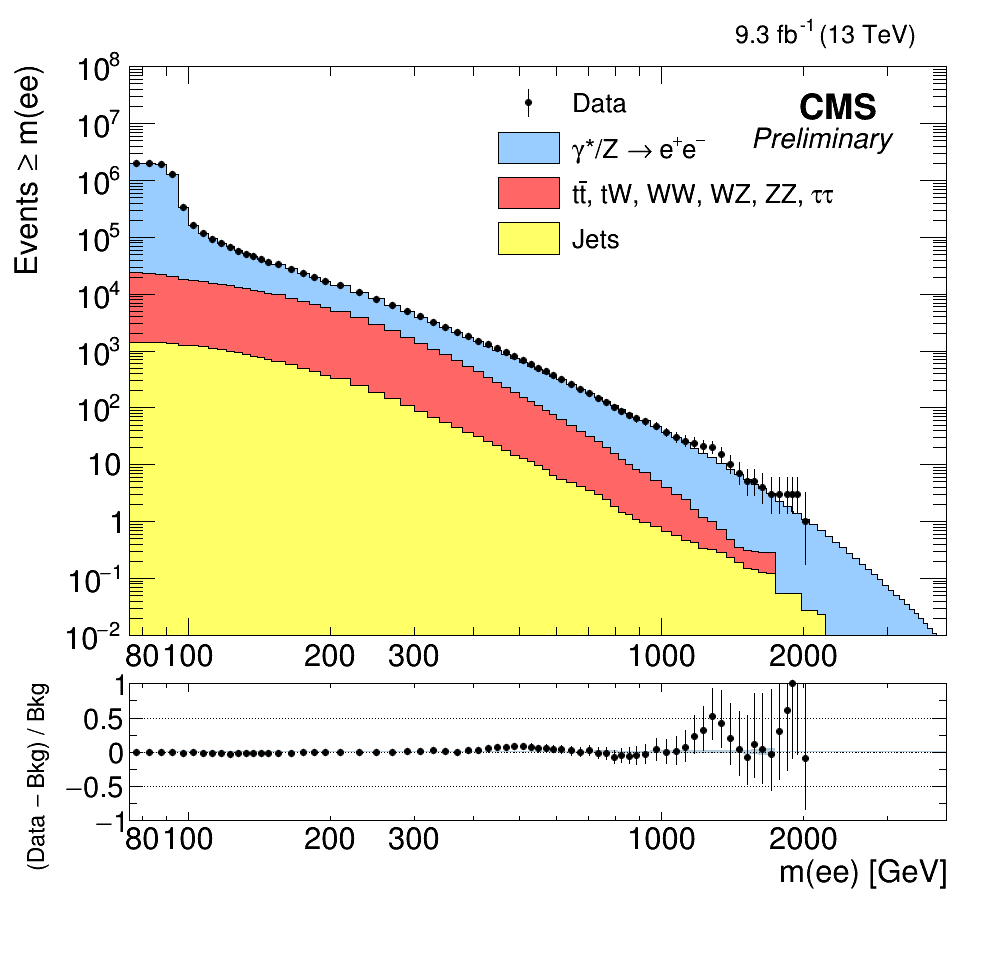 9.3 fb⁻¹ (13 TeV)
Events ≥ m(ee)
10⁸
10⁷
10⁶
10⁵
10⁴
10³
10²
10
1
10⁻¹
10⁻²
Data
γ*/Z → e⁺e⁻
tt̄, tW, WW, WZ, ZZ, ττ
Jets
CMS
Preliminary
80 100 200 300 1000 2000
(Data − Bkg) / Bkg
1
0.5
0
−0.5
−1
80 100 200 300 1000 2000
m(ee) [GeV]